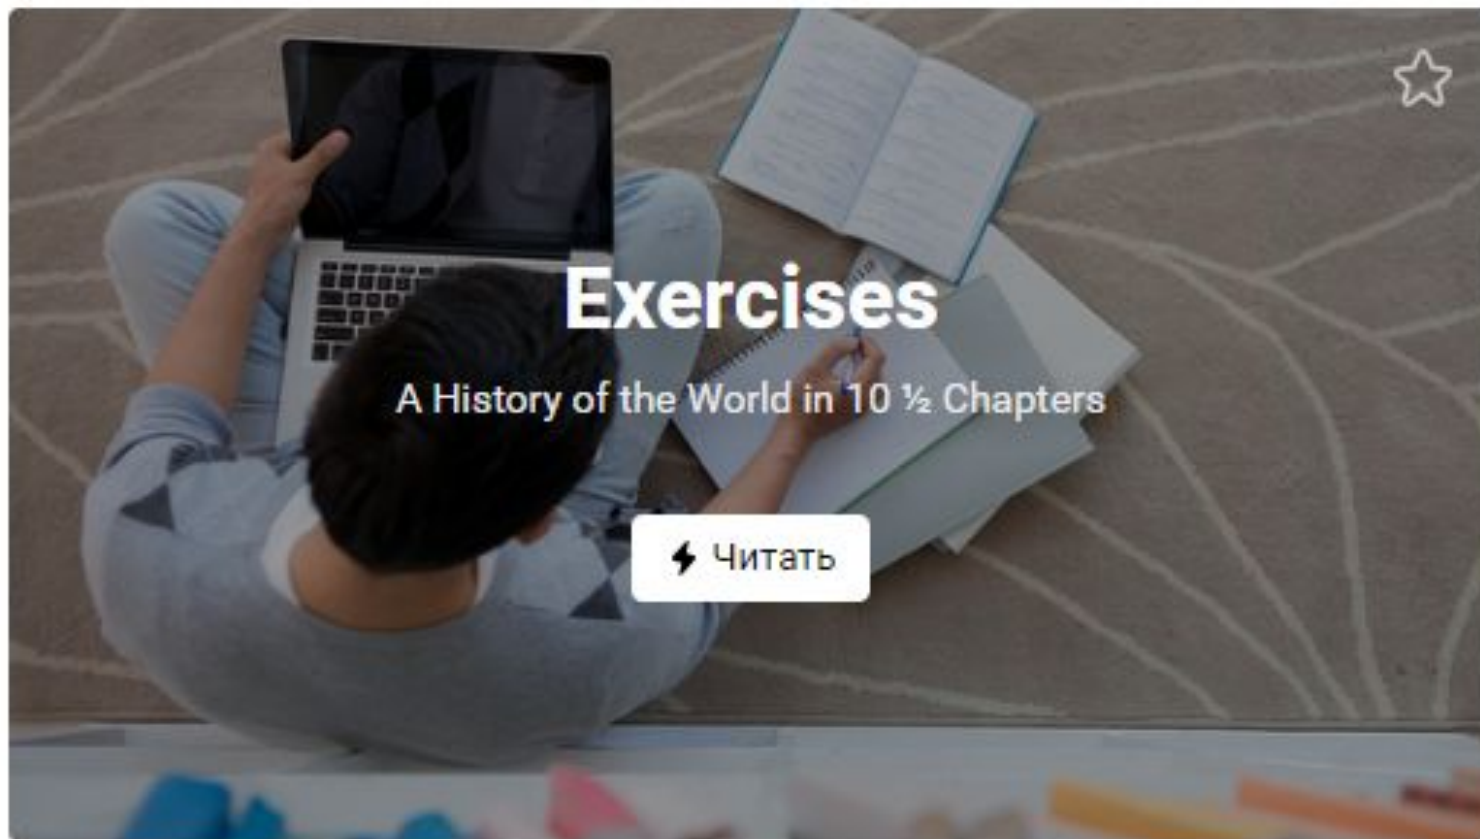 Exercises
A History of the World in 10 ½ Chapters
Читать